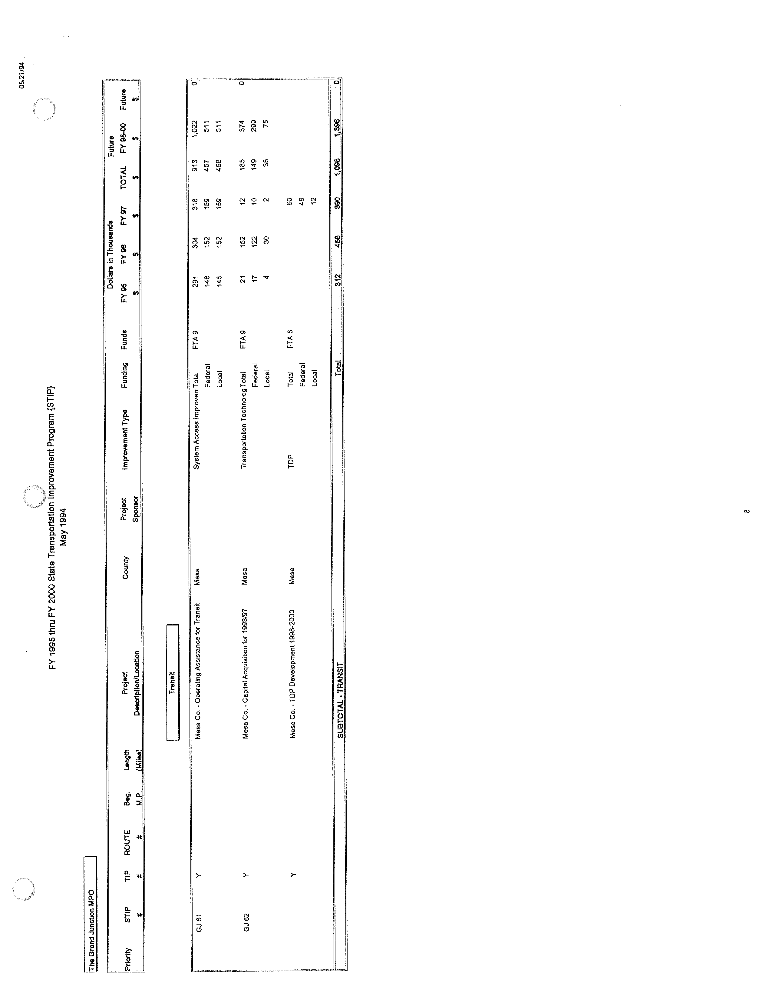 05/27/94
FY 1995 thru FY 2000 State Transportation Improvement Program {STIP}
May 1994
The Grand Junction MPO
Dollars in Thousands Future
Priority STIP TIP ROUTE Beg. Length Project County Project Improvement Type Funding Funds FY 95 FY 96 FY 97 TOTAL FY 98-00 Future
# # # M.P. (Miles) Description/Location Sponsor $ $ $ $ $ $
Transit
GJ 61 Y Mesa Co. - Operating Assistance for Transit Mesa System Access Improvem Total FTA 9 291 304 318 913 1,022 0
Federal 146 152 159 457 511
Local 145 152 159 456 511
GJ 62 Y Mesa Co. - Capital Acquisition for 1993/97 Mesa Transportation Technolog Total FTA 9 21 152 12 185 374 0
Federal 17 122 10 149 299
Local 4 30 2 36 75
Y Mesa Co. - TDP Development 1998-2000 Mesa TDP Total FTA 8 60
Federal 48
Local 12
SUBTOTAL - TRANSIT Total 312 456 390 1,098 1,396 0
8